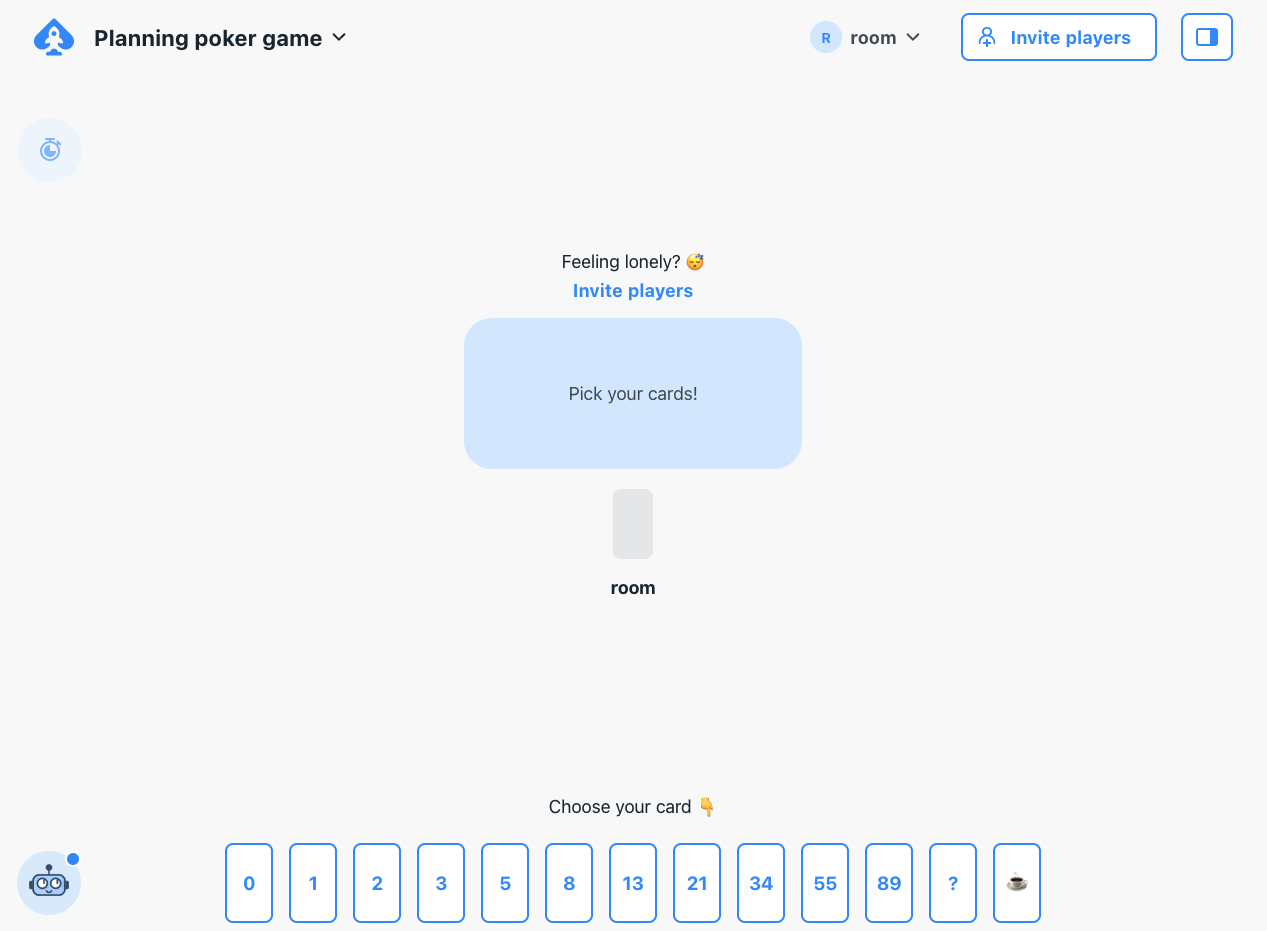 Planning poker game
R room
Invite players
Feeling lonely? 😴
Invite players
Pick your cards!
room
Choose your card 👇
0 1 2 3 5 8 13 21 34 55 89 ? ☕